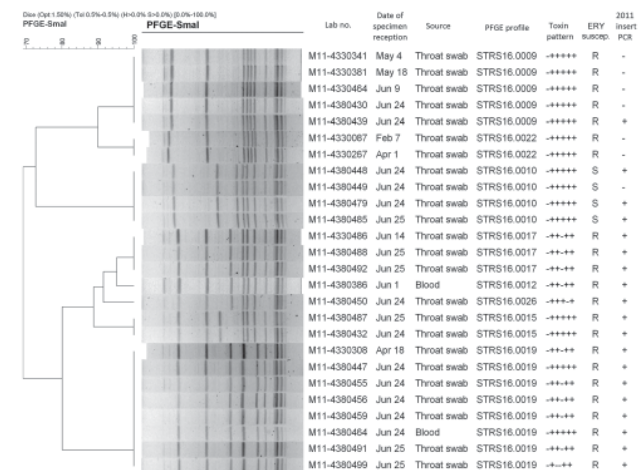 Dice (Opt:1.50%) (Tol 0.5%-0.5%) (H>0.0% S>0.0%) [0.0%-100.0%]
PFGE-SmaI PFGE-SmaI
70 80 90 100
Lab no. Date of specimen reception Source PFGE profile Toxin pattern ERY suscep. 2011 insert PCR
M11-4330341 May 4 Throat swab STRS16.0009 -+++++ R -
M11-4330381 May 18 Throat swab STRS16.0009 -+++++ R -
M11-4330464 Jun 9 Throat swab STRS16.0009 -+++++ R -
M11-4380430 Jun 24 Throat swab STRS16.0009 -+++++ R -
M11-4380439 Jun 24 Throat swab STRS16.0009 -+++++ R +
M11-4330087 Feb 7 Throat swab STRS16.0022 -+++++ R -
M11-4330267 Apr 1 Throat swab STRS16.0022 -+++++ R -
M11-4380448 Jun 24 Throat swab STRS16.0010 -+++++ S +
M11-4380449 Jun 24 Throat swab STRS16.0010 -+++++ S -
M11-4380479 Jun 24 Throat swab STRS16.0010 -+++++ S +
M11-4380485 Jun 25 Throat swab STRS16.0010 -+++++ S +
M11-4330486 Jun 14 Throat swab STRS16.0017 -++-++ R +
M11-4380488 Jun 25 Throat swab STRS16.0017 -++-++ R +
M11-4380492 Jun 25 Throat swab STRS16.0017 -++-++ R +
M11-4380386 Jun 1 Blood STRS16.0012 -++-++ R +
M11-4380450 Jun 24 Throat swab STRS16.0026 -+++-+ R +
M11-4380487 Jun 25 Throat swab STRS16.0015 -+++++ R +
M11-4380432 Jun 24 Throat swab STRS16.0015 -+++++ R +
M11-4330308 Apr 18 Throat swab STRS16.0019 -++-++ R +
M11-4380447 Jun 24 Throat swab STRS16.0019 -+++++ R +
M11-4380455 Jun 24 Throat swab STRS16.0019 -++-++ R +
M11-4380456 Jun 24 Throat swab STRS16.0019 -++-++ R +
M11-4380459 Jun 24 Throat swab STRS16.0019 -++-++ R +
M11-4380464 Jun 24 Blood STRS16.0019 -+++++ R +
M11-4380491 Jun 25 Throat swab STRS16.0019 -++-++ R +
M11-4380499 Jun 25 Throat swab STRS16.0019 -+--++ R +